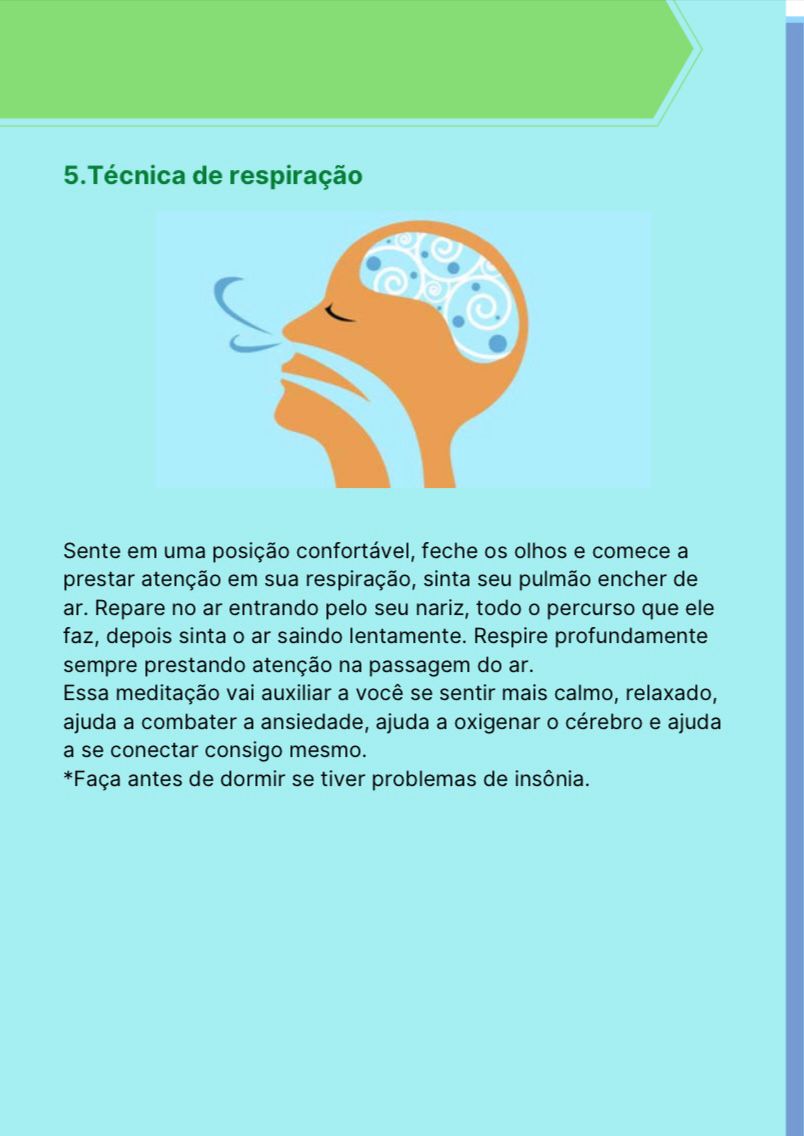 5.Técnica de respiração
Sente em uma posição confortável, feche os olhos e comece a
prestar atenção em sua respiração, sinta seu pulmão encher de
ar. Repare no ar entrando pelo seu nariz, todo o percurso que ele
faz, depois sinta o ar saindo lentamente. Respire profundamente
sempre prestando atenção na passagem do ar.
Essa meditação vai auxiliar a você se sentir mais calmo, relaxado,
ajuda a combater a ansiedade, ajuda a oxigenar o cérebro e ajuda
a se conectar consigo mesmo.
*Faça antes de dormir se tiver problemas de insônia.